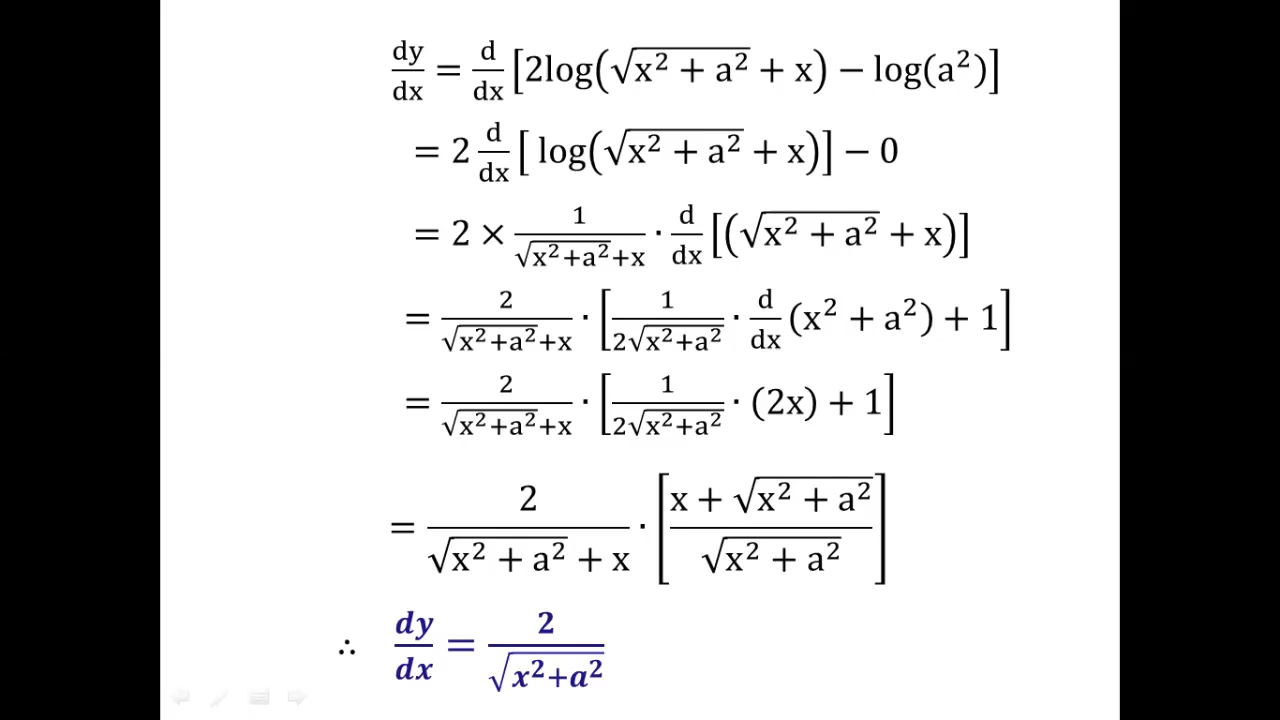 dy/dx = d/dx [2log(√(x² + a²) + x) − log(a²)]
= 2 d/dx [ log(√(x² + a²) + x)] − 0
= 2 × 1/(√(x²+a²)+x) · d/dx [(√(x² + a²) + x)]
= 2/(√(x²+a²)+x) · [1/(2√(x²+a²)) · d/dx (x² + a²) + 1]
= 2/(√(x²+a²)+x) · [1/(2√(x²+a²)) · (2x) + 1]
= 2/(√(x² + a²) + x) · [(x + √(x² + a²))/√(x² + a²)]
∴ dy/dx = 2/√(x²+a²)